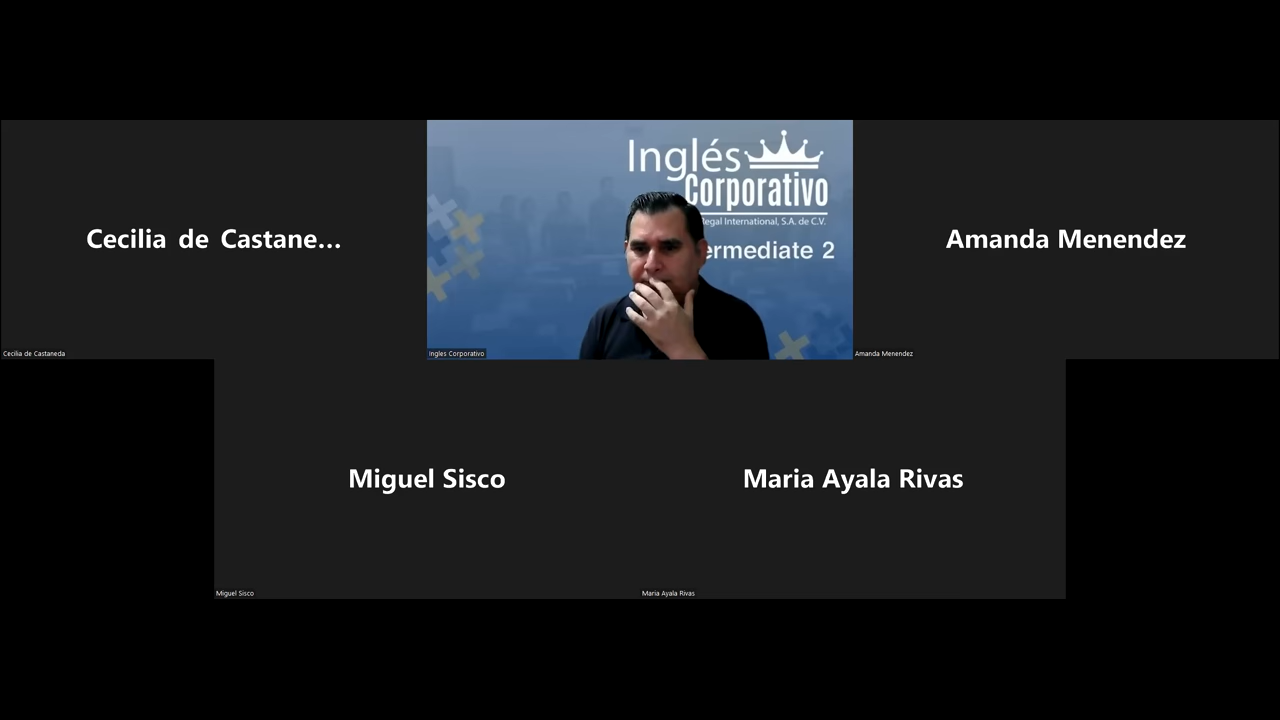 Cecilia de Castane...
Cecilia de Castaneda
Inglés
Corporativo
legal International, S.A. de C.V.
ermediate 2
Ingles Corporativo
Amanda Menendez
Amanda Menendez
Miguel Sisco
Miguel Sisco
Maria Ayala Rivas
Maria Ayala Rivas